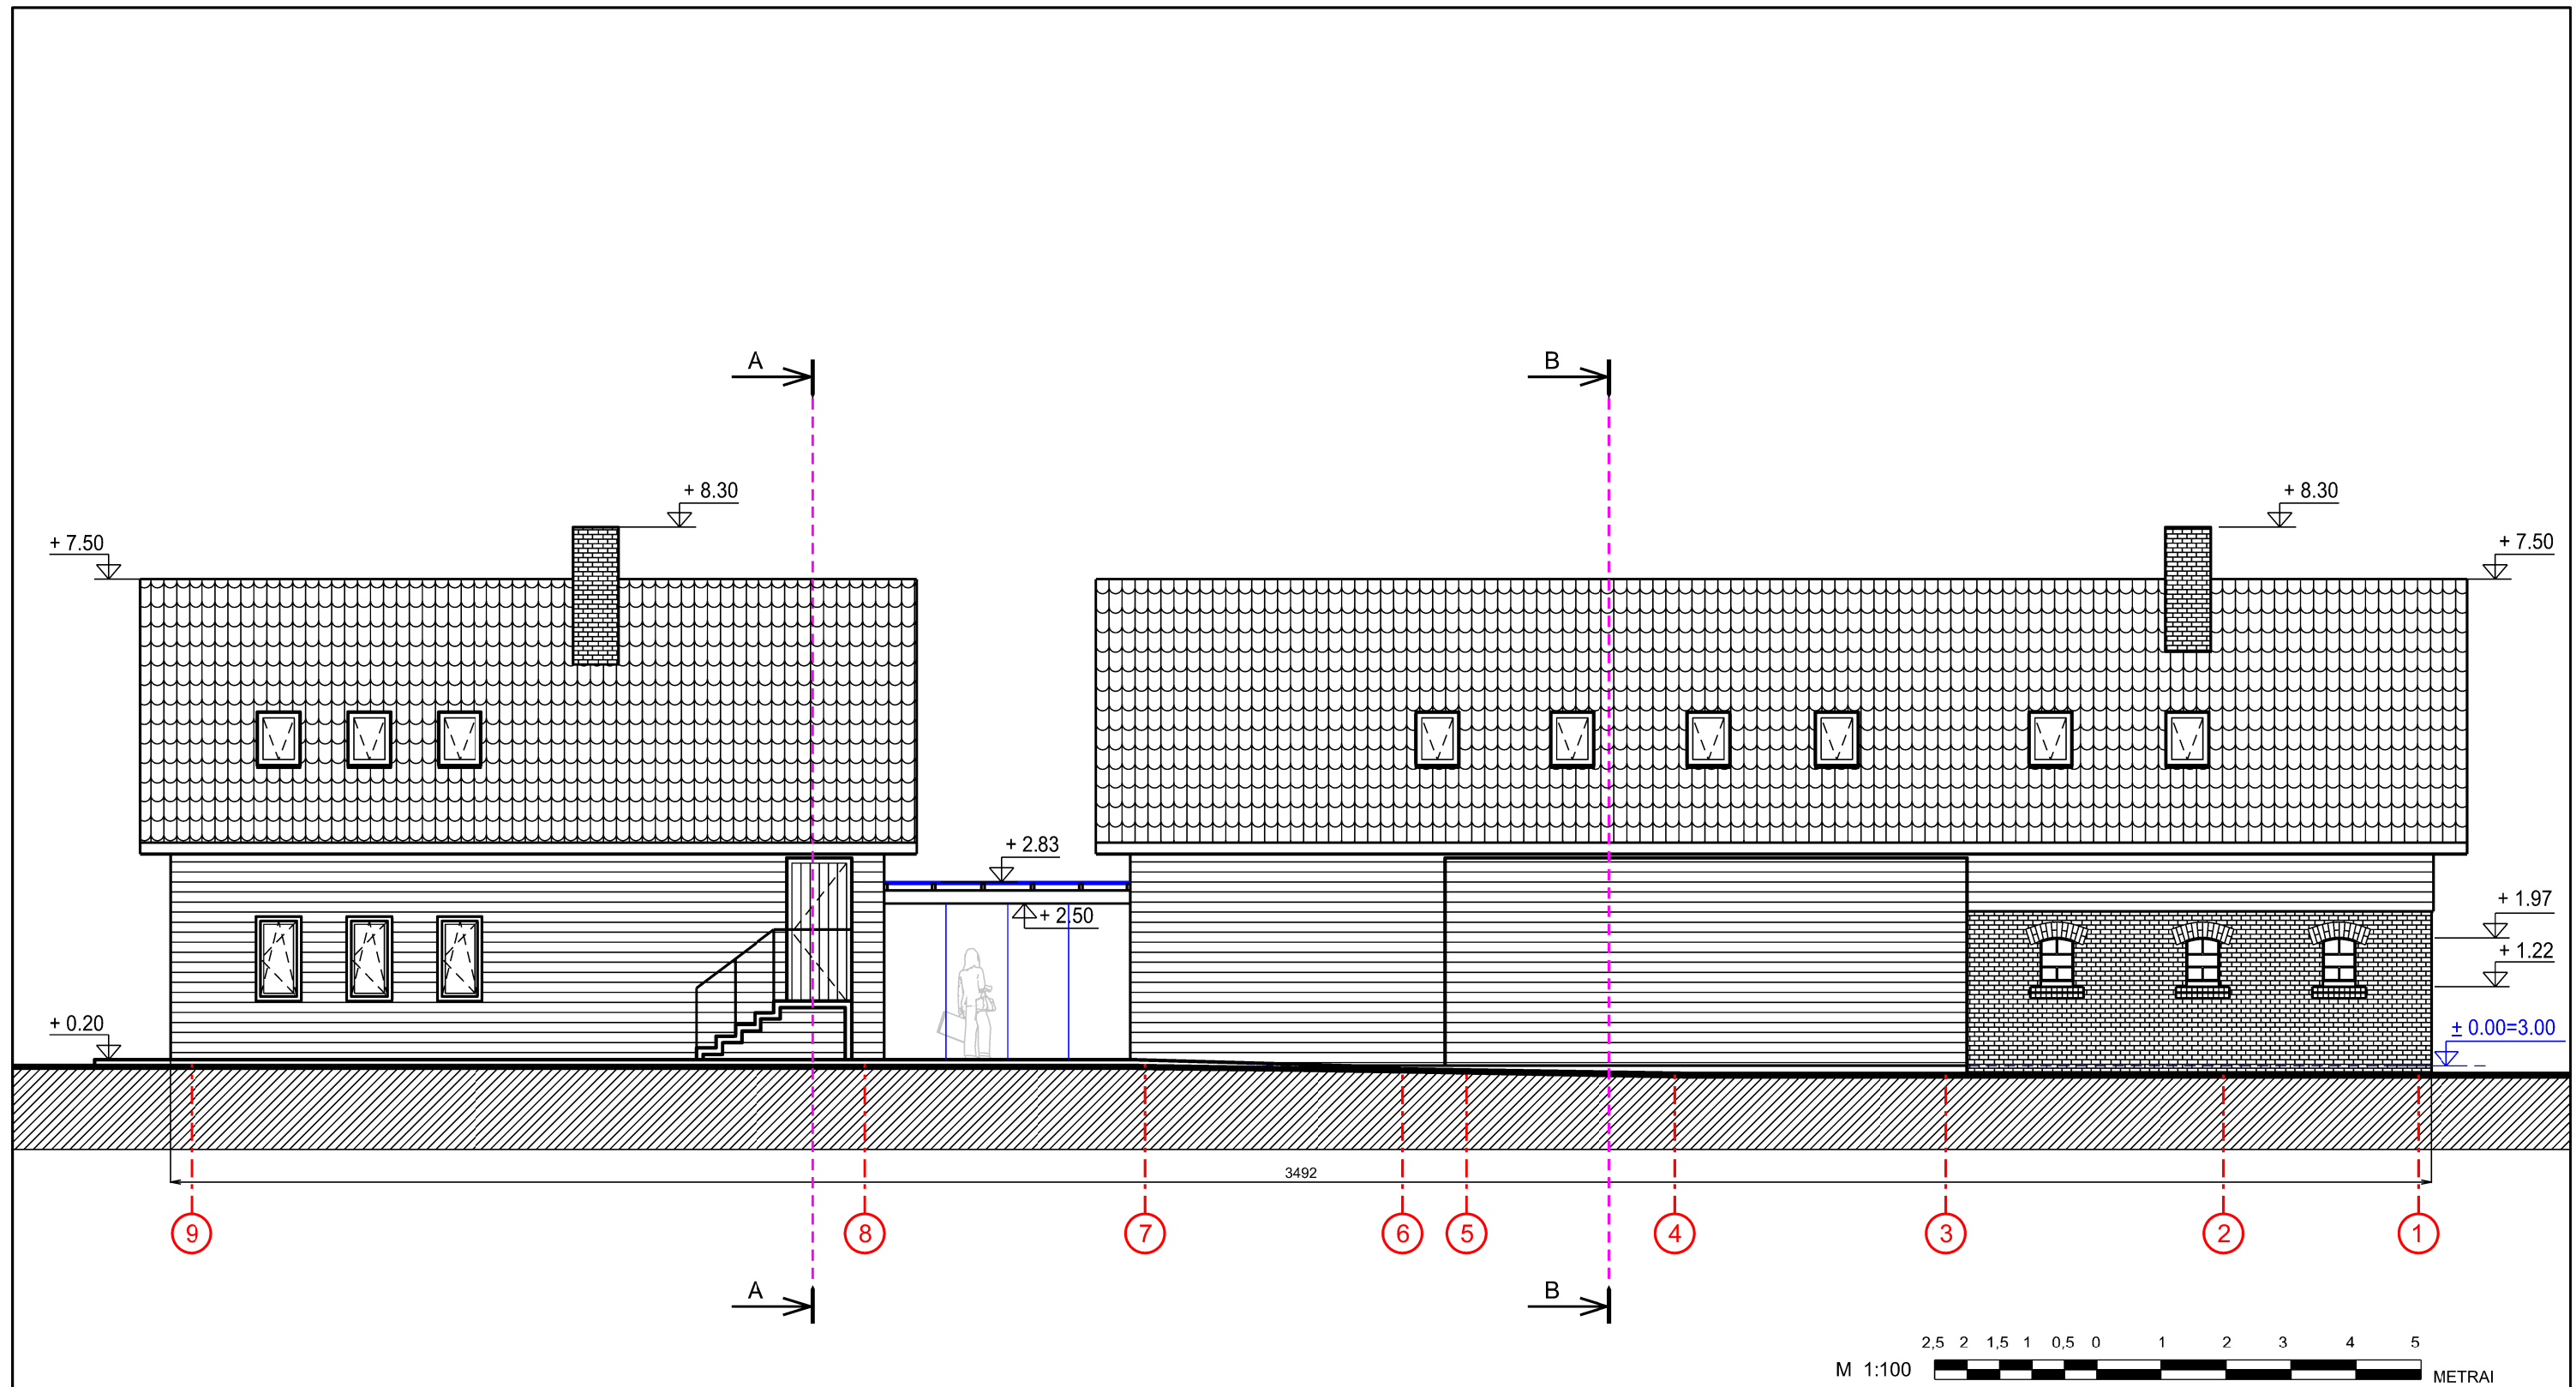 A B
+ 8.30 + 8.30
+ 7.50 + 7.50
+ 2.83
+ 2.50
+ 1.97
+ 1.22
+ 0.20
± 0.00=3.00
3492
9 8 7 6 5 4 3 2 1
A B
2,5 2 1,5 1 0,5 0 1 2 3 4 5
M 1:100 METRAI